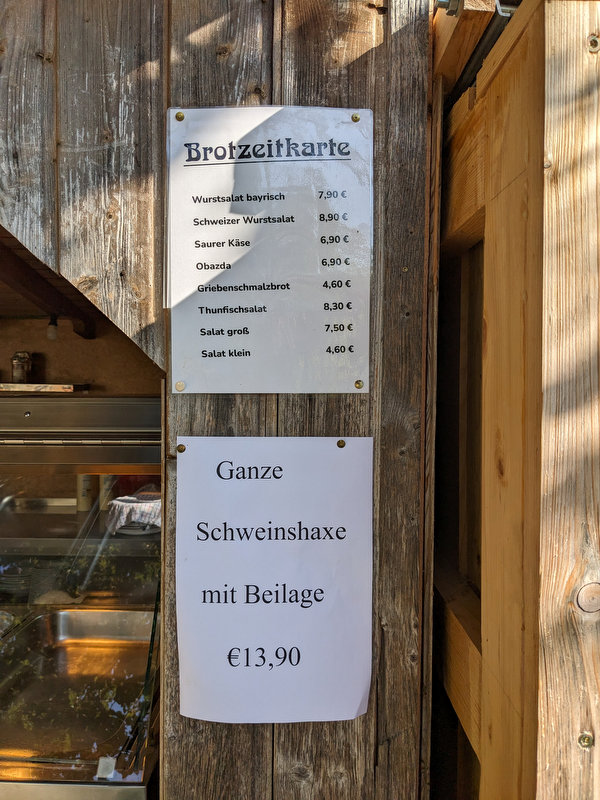 Brotzeitkarte
Wurstsalat bayrisch 7,90 €
Schweizer Wurstsalat 8,90 €
Saurer Käse 6,90 €
Obazda 6,90 €
Griebenschmalzbrot 4,60 €
Thunfischsalat 8,30 €
Salat groß 7,50 €
Salat klein 4,60 €
Ganze
Schweinshaxe
mit Beilage
€13,90